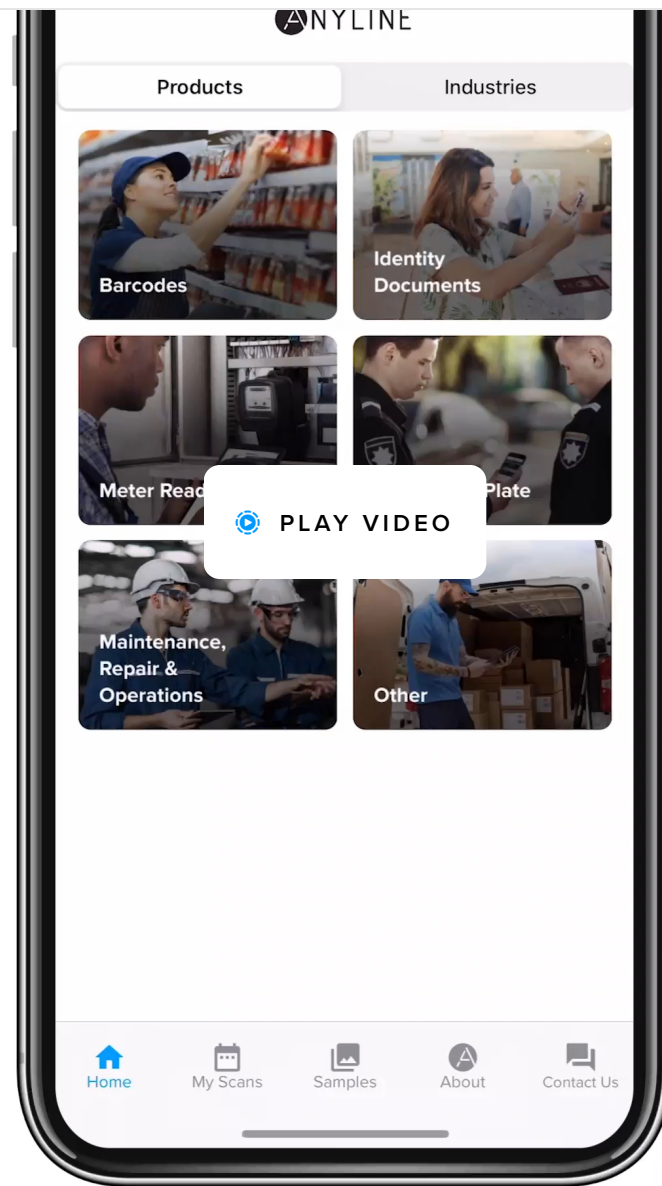 ANYLINE
Products
Industries
Barcodes
Identity
Documents
Meter Read
Plate
PLAY VIDEO
Maintenance,
Repair &
Operations
Other
Home
My Scans
Samples
About
Contact Us